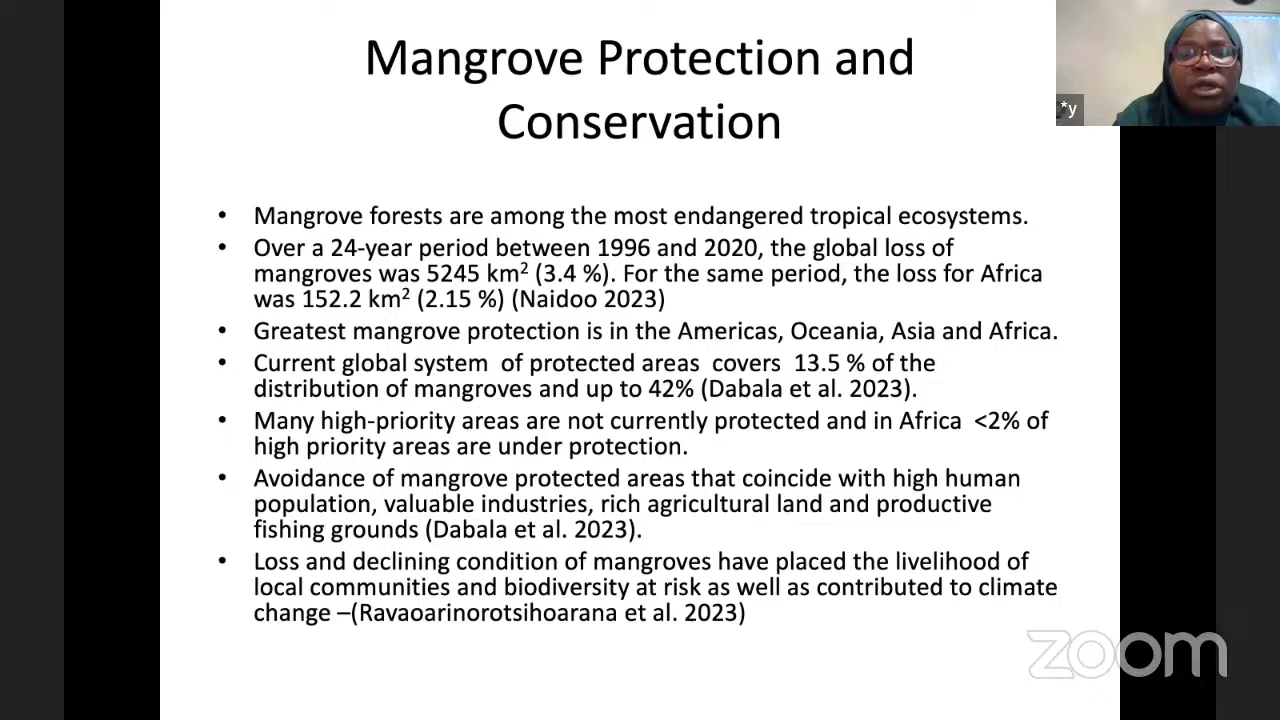 Mangrove Protection and
Conservation
*y
• Mangrove forests are among the most endangered tropical ecosystems.
• Over a 24-year period between 1996 and 2020, the global loss of
mangroves was 5245 km² (3.4 %). For the same period, the loss for Africa
was 152.2 km² (2.15 %) (Naidoo 2023)
• Greatest mangrove protection is in the Americas, Oceania, Asia and Africa.
• Current global system of protected areas covers 13.5 % of the
distribution of mangroves and up to 42% (Dabala et al. 2023).
• Many high-priority areas are not currently protected and in Africa <2% of
high priority areas are under protection.
• Avoidance of mangrove protected areas that coincide with high human
population, valuable industries, rich agricultural land and productive
fishing grounds (Dabala et al. 2023).
• Loss and declining condition of mangroves have placed the livelihood of
local communities and biodiversity at risk as well as contributed to climate
change –(Ravaoarinorotsihoarana et al. 2023)
zoom